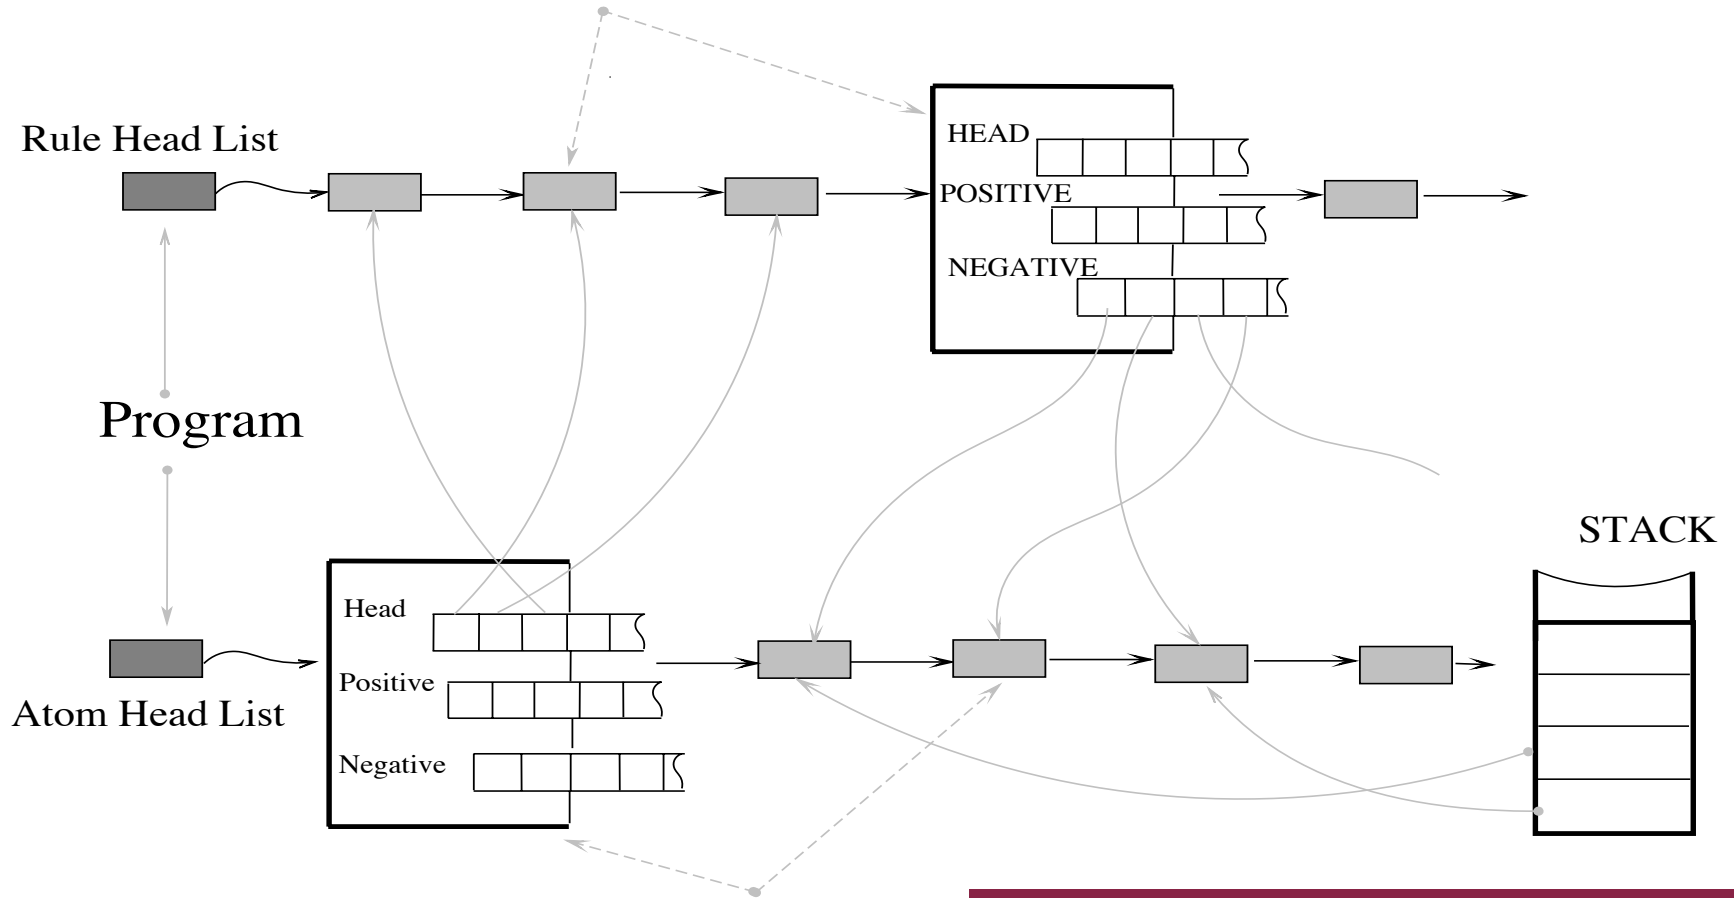 Rule Head List
HEAD
POSITIVE
NEGATIVE
Program
STACK
Head
Positive
Atom Head List
Negative